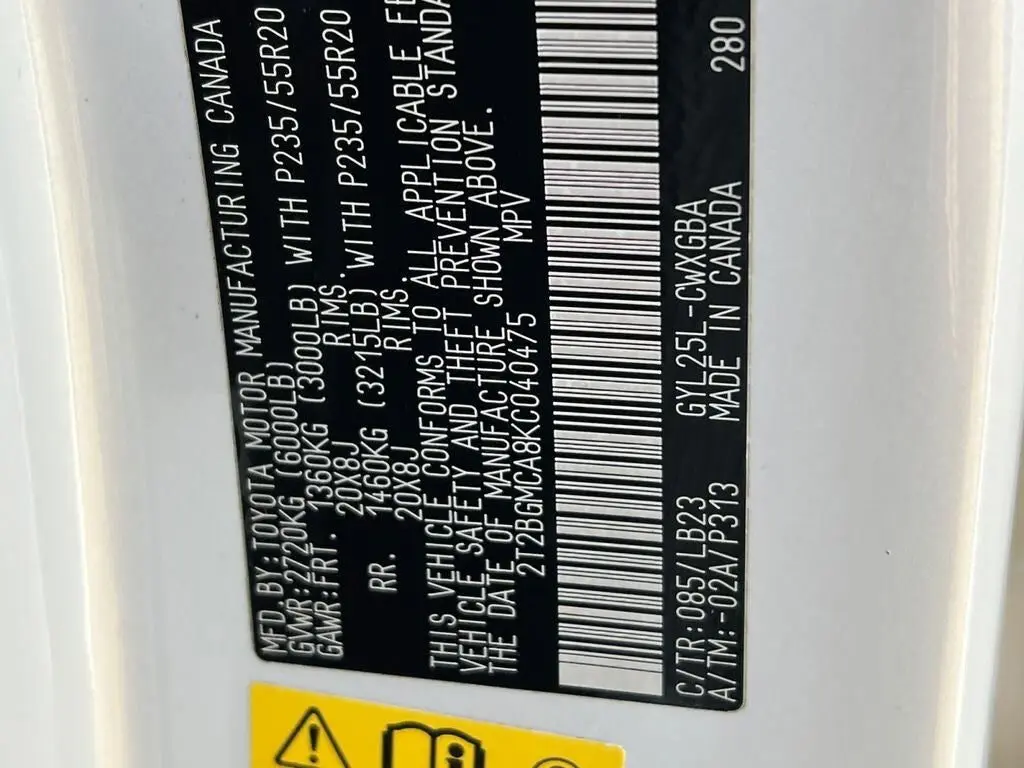 MFD. BY: TOYOTA MOTOR MANUFACTURING CANADA
GVWR: 2720KG (6000LB)
GAWR: FRT. 1360KG (3000LB) WITH P235/55R20
20X8J RIMS.
RR. 1460KG (3215LB) WITH P235/55R20
20X8J RIMS.
THIS VEHICLE CONFORMS TO ALL APPLICABLE
VEHICLE SAFETY AND THEFT PREVENTION
THE DATE OF MANUFACTURE SHOWN ABOVE.
2T2BGMCA8KC040475 MPV
C/TR: 085/LB23 GYL25L-CWXGBA
A/TM: -02A/P313 MADE IN CANADA 280